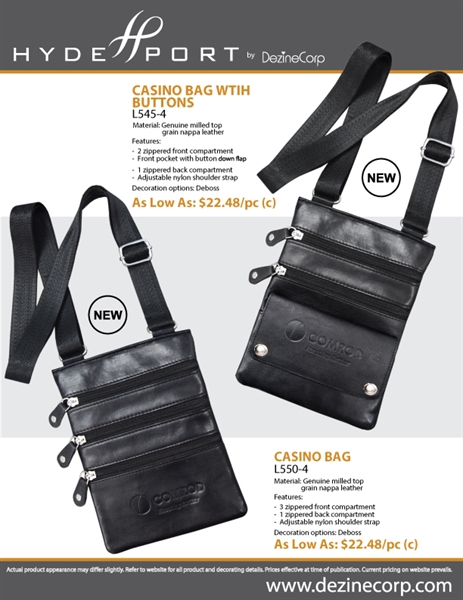 HYDE PORT by DezineCorp
CASINO BAG WTIH
BUTTONS
L545-4
Material: Genuine milled top
grain nappa leather
Features:
- 2 zippered front compartment
- Front pocket with button down flap
- 1 zippered back compartment
- Adjustable nylon shoulder strap
Decoration options: Deboss
As Low As: $22.48/pc (c)
NEW
NEW
COMTOP
COMTOP
CASINO BAG
L550-4
Material: Genuine milled top
grain nappa leather
Features:
- 3 zippered front compartment
- 1 zippered back compartment
- Adjustable nylon shoulder strap
Decoration options: Deboss
As Low As: $22.48/pc (c)
Actual product appearance may differ slightly. Refer to website for all product and decorating details. Prices effective at time of publication. Current pricing on website prevails.
www.dezinecorp.com